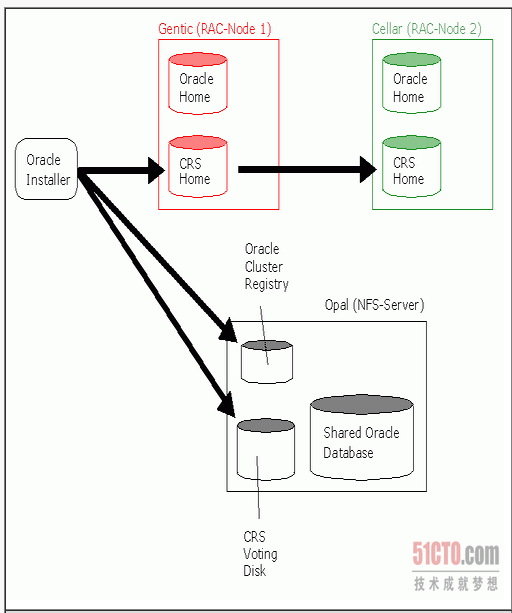 Gentic (RAC-Node 1)
Cellar (RAC-Node 2)
Oracle
Home
Oracle
Home
Oracle
Installer
CRS
Home
CRS
Home
Oracle
Cluster
Registry
Opal (NFS-Server)
Shared Oracle
Database
CRS
Voting
Disk
51CTO.com
技术成就梦想